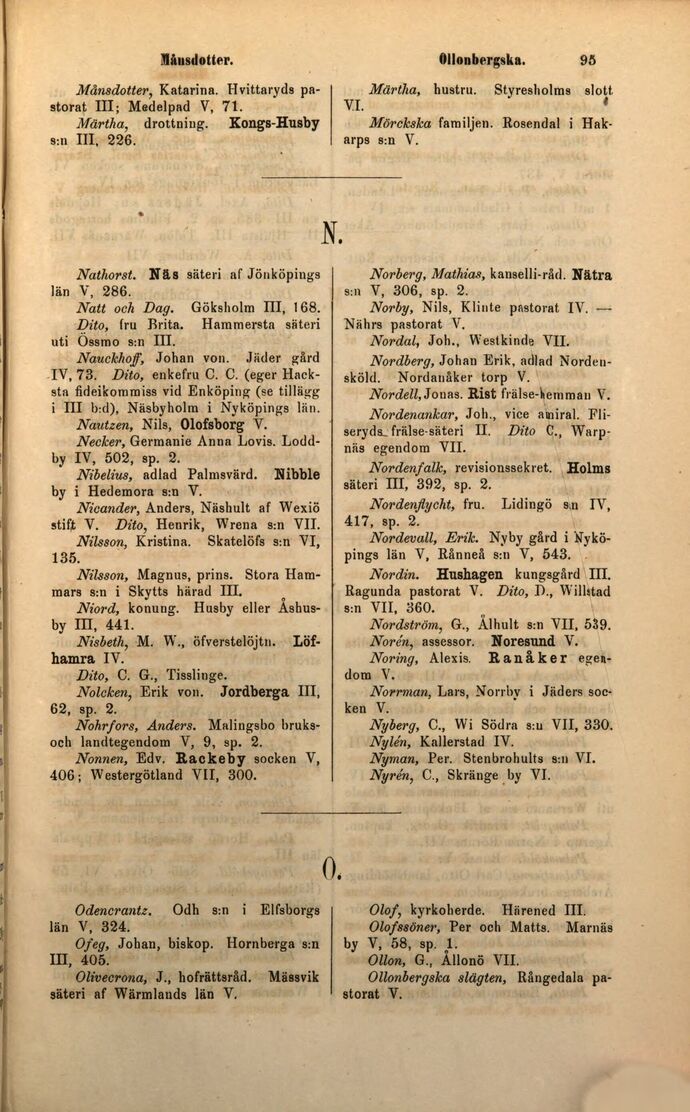 Månsdotter.
Ollonbergska. 95
Månsdotter, Katarina. Hvittaryds pa-
storat III; Medelpad V, 71.
Märtha, drottning. Kongs-Husby
s:n III, 226.
Märtha, hustru. Styresholms slott
VI.
Mörckska familjen. Rosendal i Hak-
arps s:n V.
N.
Nathorst. Näs säteri af Jönköpings
län V, 286.
Natt och Dag. Göksholm III, 168.
Dito, fru Brita. Hammersta säteri
uti Össmo s:n III.
Nauckhoff, Johan von. Jäder gård
IV, 73. Dito, enkefru C. C. (eger Hack-
sta fideikommiss vid Enköping (se tillägg
i III b:d), Näsbyholm i Nyköpings län.
Nautzen, Nils, Olofsborg V.
Necker, Germanie Anna Lovis. Lodd-
by IV, 502, sp. 2.
Nibelius, adlad Palmsvärd. Nibble
by i Hedemora s:n V.
Nicander, Anders, Näshult af Wexiö
stift V. Dito, Henrik, Wrena s:n VII.
Nilsson, Kristina. Skatelöfs s:n VI,
135.
Nilsson, Magnus, prins. Stora Ham-
mars s:n i Skytts härad III.
Niord, konung. Husby eller Åshus-
by III, 441.
Nisbeth, M. W., öfverstelöjtn. Löf-
hamra IV.
Dito, C. G., Tisslinge.
Nolcken, Erik von. Jordberga III,
62, sp. 2.
Nohrfors, Anders. Malingsbo bruks-
och landtegendom V, 9, sp. 2.
Nonnen, Edv. Rackeby socken V,
406; Westergötland VII, 300.
Norberg, Mathias, kanselli-råd. Nätra
s:n V, 306, sp. 2.
Norby, Nils, Klinte pastorat IV. —
Nährs pastorat V.
Nordal, Joh., Westkinde VII.
Nordberg, Johan Erik, adlad Norden-
sköld. Nordanåker torp V.
Nordell, Jonas. Rist frälse-hemman V.
Nordenankar, Joh., vice amiral. Fli-
seryds frälse-säteri II. Dito C., Warp-
näs egendom VII.
Nordenfalk, revisionssekret. Holms
säteri III, 392, sp. 2.
Nordenflycht, fru. Lidingö s:n IV,
417, sp. 2.
Nordevall, Erik. Nyby gård i Nykö-
pings län V, Rånneå s:n V, 543.
Nordin. Hushagen kungsgård III.
Ragunda pastorat V. Dito, D., Willstad
s:n VII, 360.
Nordström, G., Ålhult s:n VII, 539.
Norén, assessor. Noresund V.
Noring, Alexis. Ranåker egen-
dom V.
Norrman, Lars, Norrby i Jäders soc-
ken V.
Nyberg, C., Wi Södra s:n VII, 330.
Nylén, Kallerstad IV.
Nyman, Per. Stenbrohults s:n VI.
Nyrén, C., Skränge by VI.
O.
Odencrantz. Odh s:n i Elfsborgs
län V, 324.
Ofeg, Johan, biskop. Hornberga s:n
III, 405.
Olivecrona, J., hofrättsråd. Mässvik
säteri af Wärmlands län V.
Olof, kyrkoherde. Härened III.
Olofssöner, Per och Matts. Marnäs
by V, 58, sp. 1.
Ollon, G., Ållonö VII.
Ollonbergska slägten, Rångedala pa-
storat V.